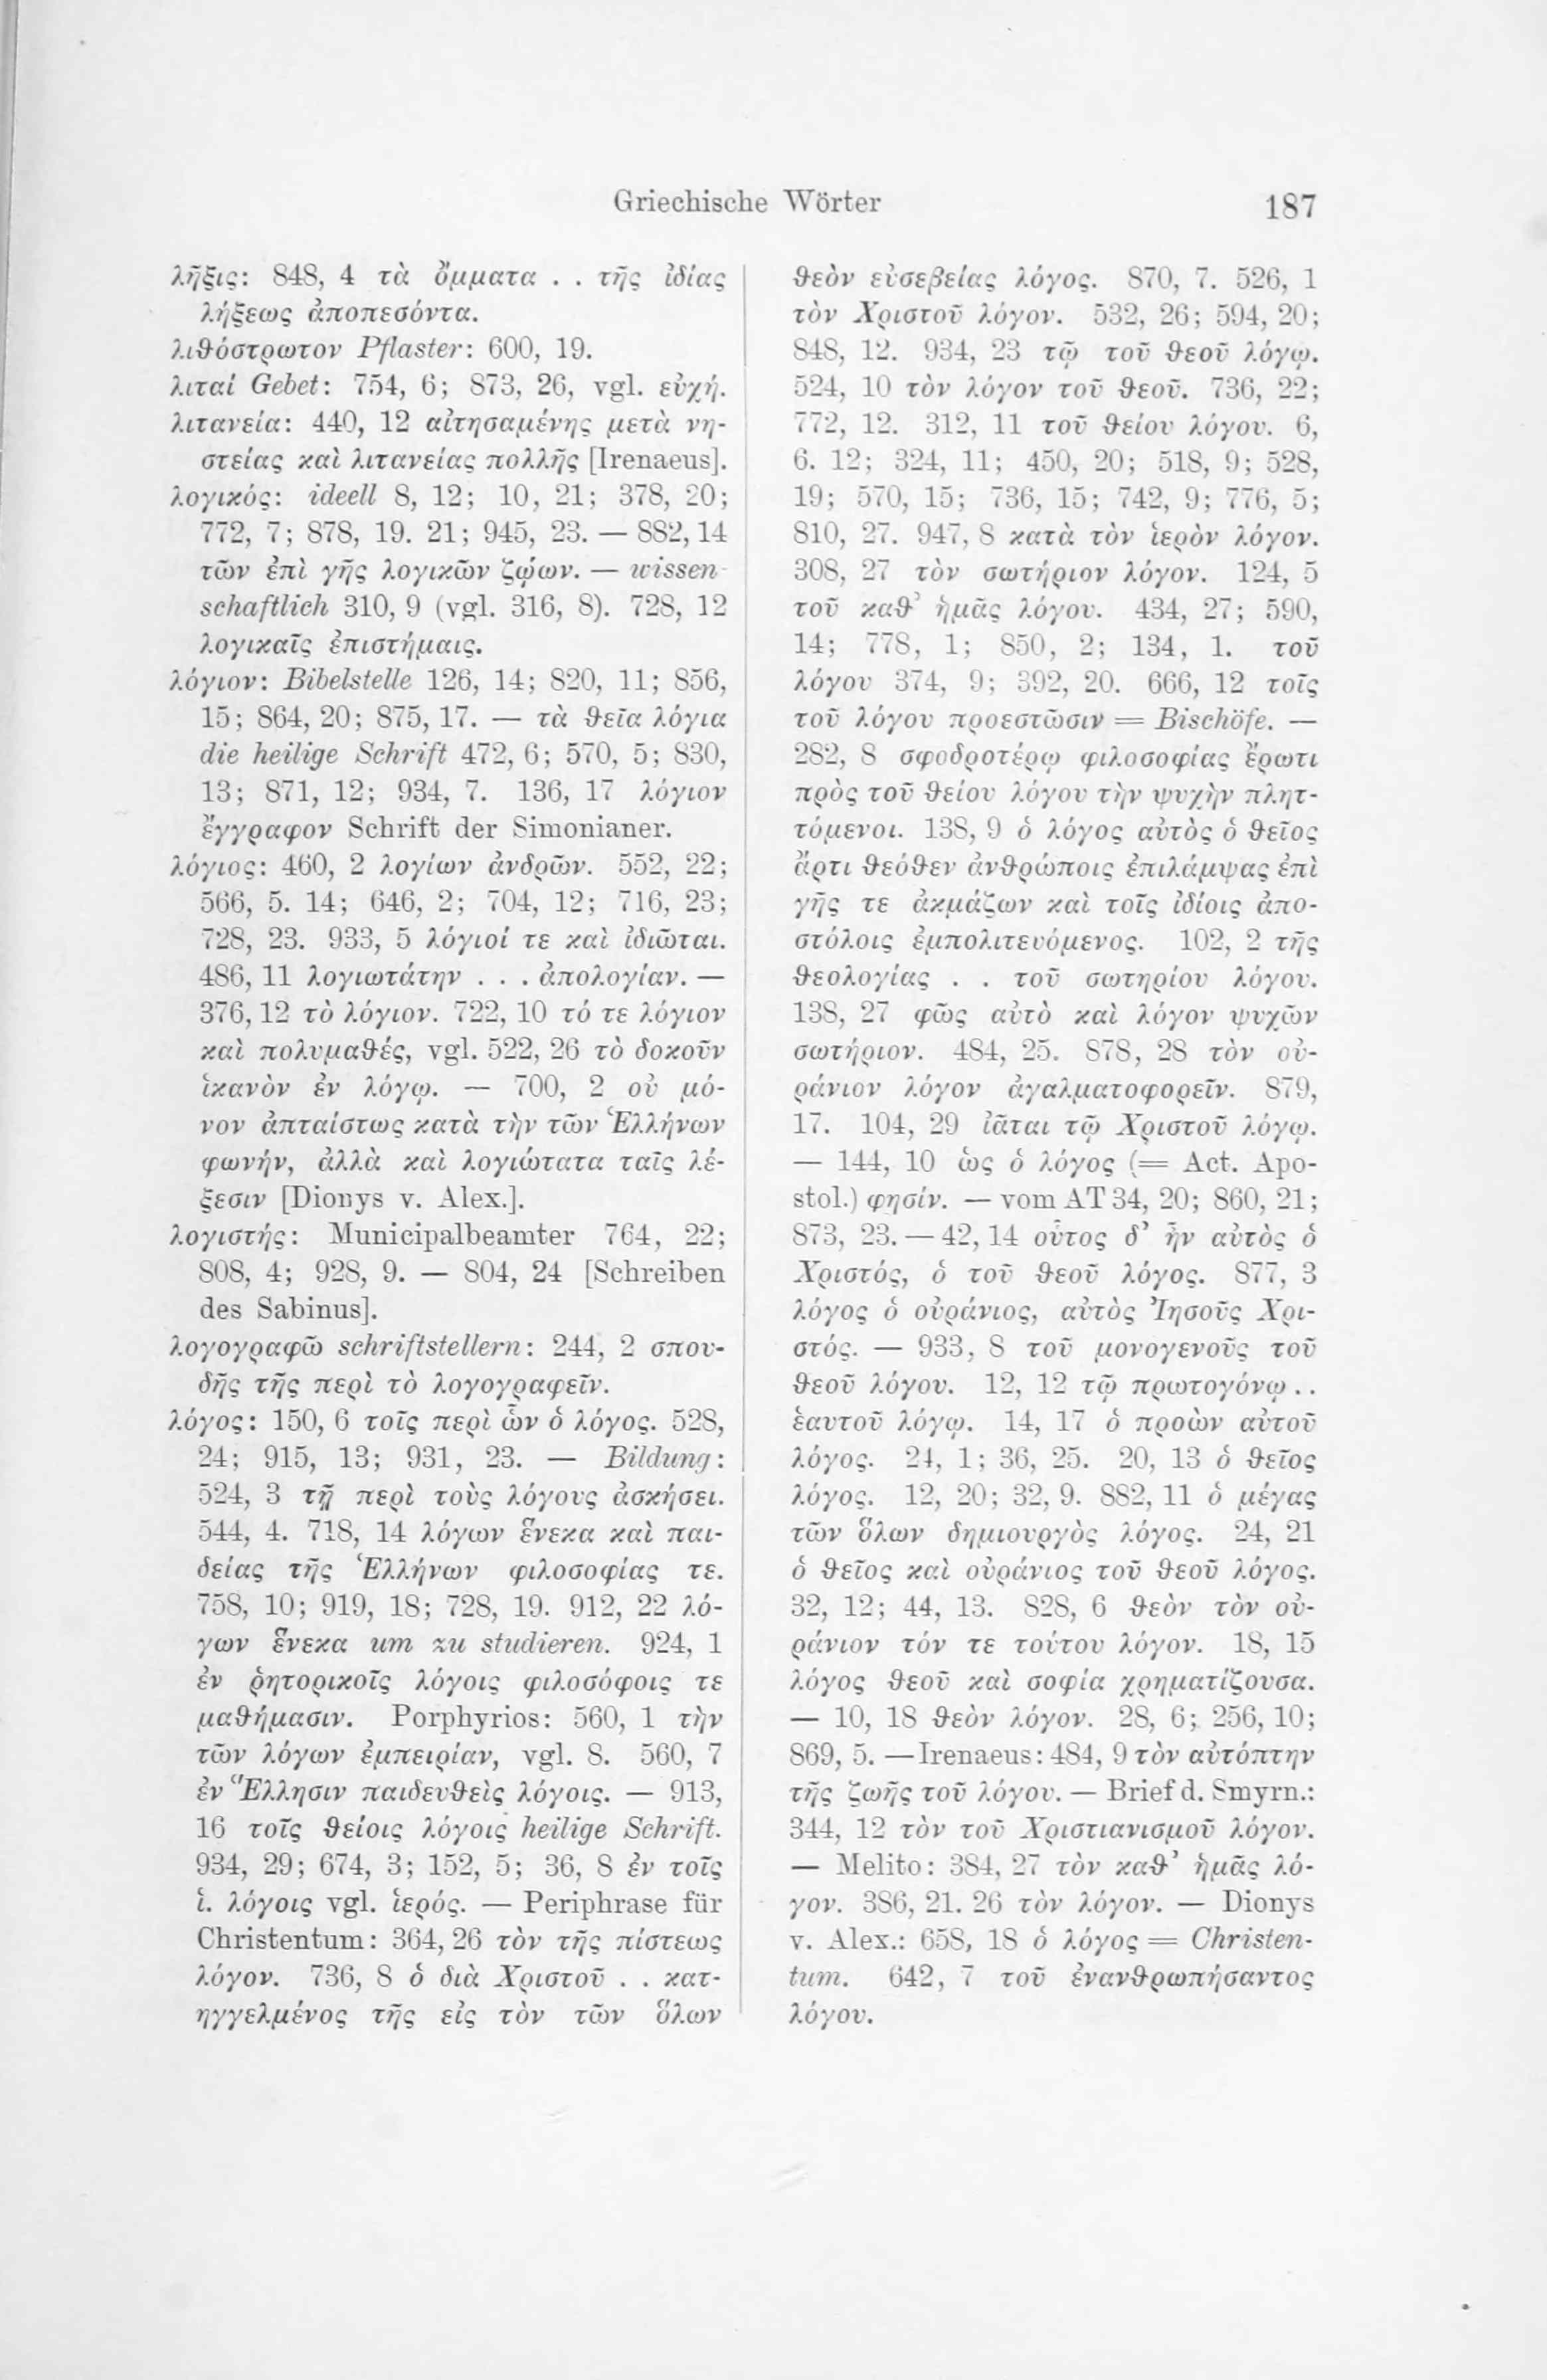 Griechische Wörter
187
λῆξις: 848, 4 τὰ ὄμματα . . τῆς ἰδίας
λήξεως ἀποπεσόντα.
λιθόστρωτον Pflaster: 600, 19.
λιταί Gebet: 754, 6; 873, 26, vgl. εὐχή.
λιτανεία: 440, 12 αἰτησαμένης μετὰ νη-
στείας καὶ λιτανείας πολλῆς [Irenaeus].
λογικός: ideell 8, 12; 10, 21; 378, 20;
772, 7; 878, 19. 21; 945, 23. — 882, 14
τῶν ἐπὶ γῆς λογικῶν ζῴων. — wissen-
schaftlich 310, 9 (vgl. 316, 8). 728, 12
λογικαῖς ἐπιστήμαις.
λόγιον: Bibelstelle 126, 14; 820, 11; 856,
15; 864, 20; 875, 17. — τὰ θεῖα λόγια
die heilige Schrift 472, 6; 570, 5; 830,
13; 871, 12; 934, 7. 136, 17 λόγιον
ἔγγραφον Schrift der Simonianer.
λόγιος: 460, 2 λογίων ἀνδρῶν. 552, 22;
566, 5. 14; 646, 2; 704, 12; 716, 23;
728, 23. 933, 5 λόγιοί τε καὶ ἰδιῶται.
486, 11 λογιωτάτην . . . ἀπολογίαν. —
376, 12 τὸ λόγιον. 722, 10 τό τε λόγιον
καὶ πολυμαθές, vgl. 522, 26 τὸ δοκοῦν
ἱκανὸν ἐν λόγῳ. — 700, 2 οὐ μό-
νον ἀπταίστως κατὰ τὴν τῶν Ἑλλήνων
φωνήν, ἀλλὰ καὶ λογιώτατα ταῖς λέ-
ξεσιν [Dionys v. Alex.].
λογιστής: Municipalbeamter 764, 22;
808, 4; 928, 9. — 804, 24 [Schreiben
des Sabinus].
λογογραφῶ schriftstellern: 244, 2 σπου-
δῆς τῆς περὶ τὸ λογογραφεῖν.
λόγος: 150, 6 τοῖς περὶ ὧν ὁ λόγος. 528,
24; 915, 13; 931, 23. — Bildung:
524, 3 τῇ περὶ τοὺς λόγους ἀσκήσει.
544, 4. 718, 14 λόγων ἕνεκα καὶ παι-
δείας τῆς Ἑλλήνων φιλοσοφίας τε.
758, 10; 919, 18; 728, 19. 912, 22 λό-
γων ἕνεκα um zu studieren. 924, 1
ἐν ῥητορικοῖς λόγοις φιλοσόφοις τε
μαθήμασιν. Porphyrios: 560, 1 τὴν
τῶν λόγων ἐμπειρίαν, vgl. 8. 560, 7
ἐν Ἕλλησιν παιδευθεὶς λόγοις. — 913,
16 τοῖς θείοις λόγοις heilige Schrift.
934, 29; 674, 3; 152, 5; 36, 8 ἐν τοῖς
ἱ. λόγοις vgl. ἱερός. — Periphrase für
Christentum: 364, 26 τὸν τῆς πίστεως
λόγον. 736, 8 ὁ διὰ Χριστοῦ . . κατ-
ηγγελμένος τῆς εἰς τὸν τῶν ὅλων
θεὸν εὐσεβείας λόγος. 870, 7. 526, 1
τὸν Χριστοῦ λόγον. 532, 26; 594, 20;
848, 12. 934, 23 τῷ τοῦ θεοῦ λόγῳ.
524, 10 τὸν λόγον τοῦ θεοῦ. 736, 22;
772, 12. 312, 11 τοῦ θείου λόγου. 6,
6. 12; 324, 11; 450, 20; 518, 9; 528,
19; 570, 15; 736, 15; 742, 9; 776, 5;
810, 27. 947, 8 κατὰ τὸν ἱερὸν λόγον.
308, 27 τὸν σωτήριον λόγον. 124, 5
τοῦ καθ’ ἡμᾶς λόγου. 434, 27; 590,
14; 778, 1; 850, 2; 134, 1. τοῦ
λόγου 374, 9; 392, 20. 666, 12 τοῖς
τοῦ λόγου προεστῶσιν = Bischöfe. —
282, 8 σφοδροτέρῳ φιλοσοφίας ἔρωτι
πρὸς τοῦ θείου λόγου τὴν ψυχὴν πλητ-
τόμενοι. 138, 9 ὁ λόγος αὐτὸς ὁ θεῖος
ἄρτι θεόθεν ἀνθρώποις ἐπιλάμψας ἐπὶ
γῆς τε ἀκμάζων καὶ τοῖς ἰδίοις ἀπο-
στόλοις ἐμπολιτευόμενος. 102, 2 τῆς
θεολογίας . . τοῦ σωτηρίου λόγου.
138, 27 φῶς αὐτὸ καὶ λόγον ψυχῶν
σωτήριον. 484, 25. 878, 28 τὸν οὐ-
ράνιον λόγον ἀγαλματοφορεῖν. 879,
17. 104, 29 ἰᾶται τῷ Χριστοῦ λόγῳ.
— 144, 10 ὡς ὁ λόγος (= Act. Apo-
stol.) φησίν. — vom AT 34, 20; 860, 21;
873, 23. — 42, 14 οὗτος δ’ ἦν αὐτὸς ὁ
Χριστός, ὁ τοῦ θεοῦ λόγος. 877, 3
λόγος ὁ οὐράνιος, αὐτὸς Ἰησοῦς Χρι-
στός. — 933, 8 τοῦ μονογενοῦς τοῦ
θεοῦ λόγου. 12, 12 τῷ πρωτογόνῳ . .
ἑαυτοῦ λόγῳ. 14, 17 ὁ προὼν αὐτοῦ
λόγος. 24, 1; 36, 25. 20, 13 ὁ θεῖος
λόγος. 12, 20; 32, 9. 882, 11 ὁ μέγας
τῶν ὅλων δημιουργὸς λόγος. 24, 21
ὁ θεῖος καὶ οὐράνιος τοῦ θεοῦ λόγος.
32, 12; 44, 13. 828, 6 θεὸν τὸν οὐ-
ράνιον τόν τε τούτου λόγον. 18, 15
λόγος θεοῦ καὶ σοφία χρηματίζουσα.
— 10, 18 θεὸν λόγον. 28, 6; 256, 10;
869, 5. — Irenaeus: 484, 9 τὸν αὐτόπτην
τῆς ζωῆς τοῦ λόγου. — Brief d. Smyrn.:
344, 12 τὸν τοῦ Χριστιανισμοῦ λόγον.
— Melito: 384, 27 τὸν καθ’ ἡμᾶς λό-
γον. 386, 21. 26 τὸν λόγον. — Dionys
v. Alex.: 658, 18 ὁ λόγος = Christen-
tum. 642, 7 τοῦ ἐνανθρωπήσαντος
λόγου.